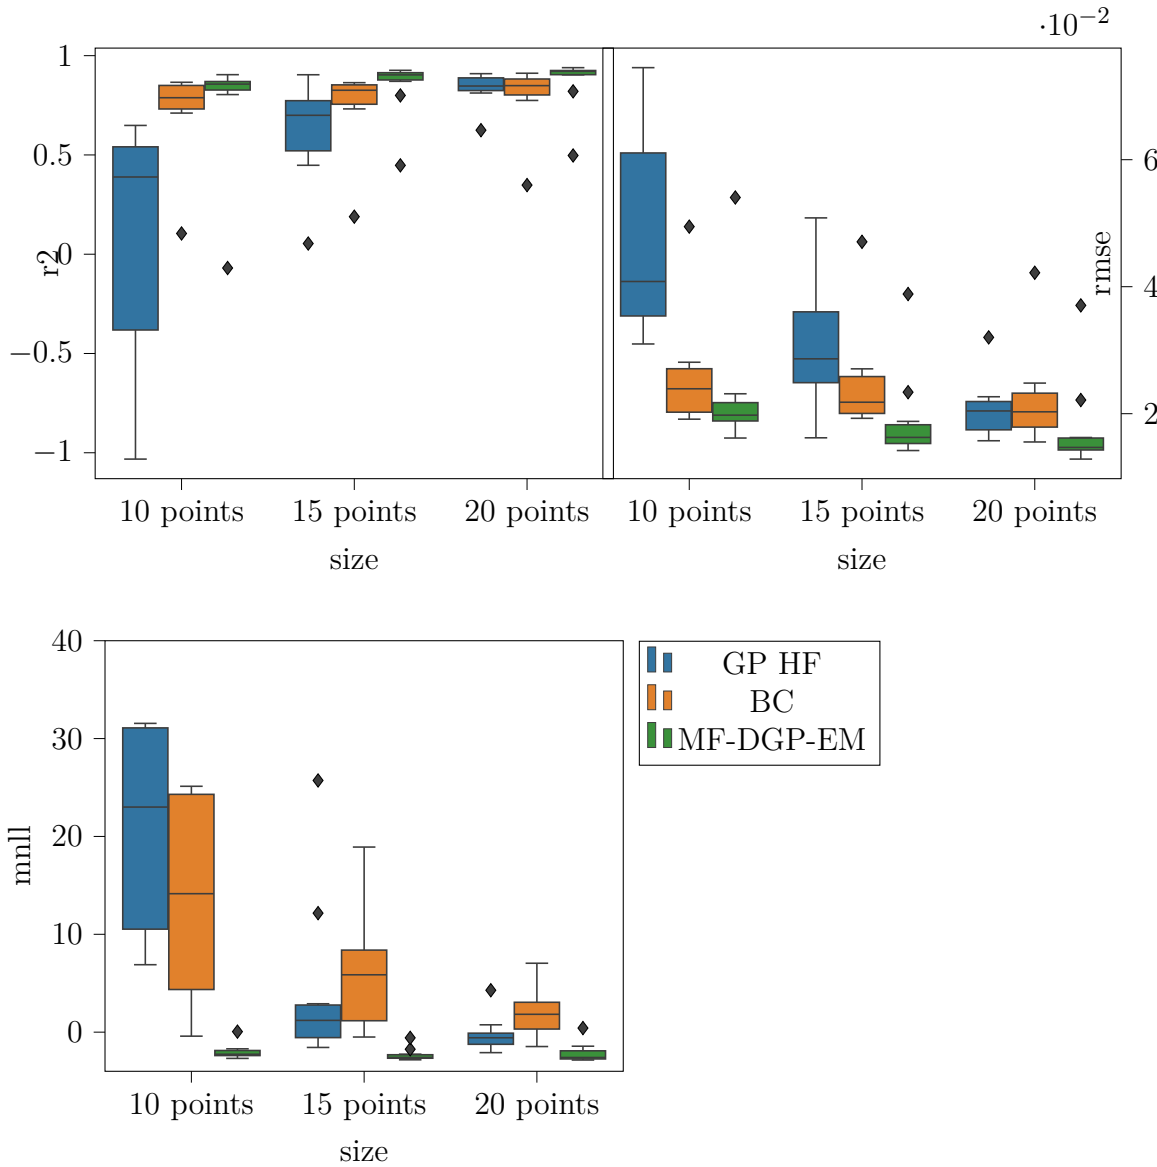 ·10⁻²
1
0.5
0
−0.5
−1
r2
10 points
15 points
20 points
size
6
4
2
rmse
10 points
15 points
20 points
size
40
30
20
10
0
mnll
10 points
15 points
20 points
size
GP HF
BC
MF-DGP-EM